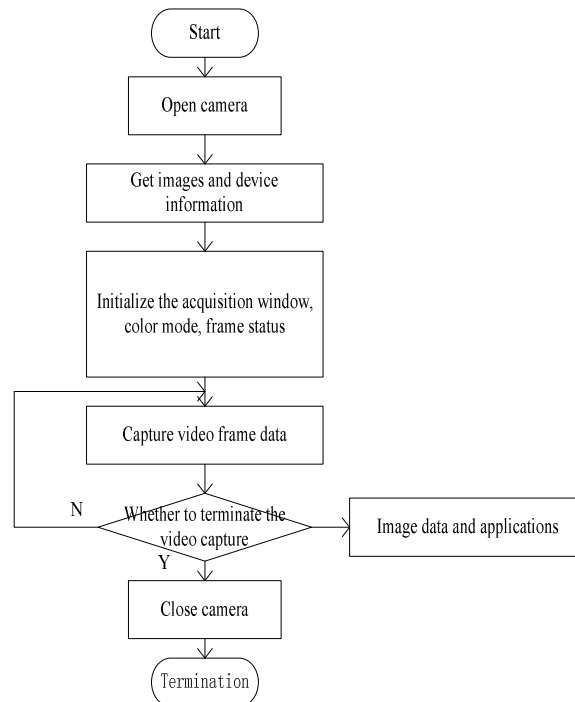 Start
Open camera
Get images and device
information
Initialize the acquisition window,
color mode, frame status
Capture video frame data
N
Whether to terminate the
video capture
Image data and applications
Y
Close camera
Termination